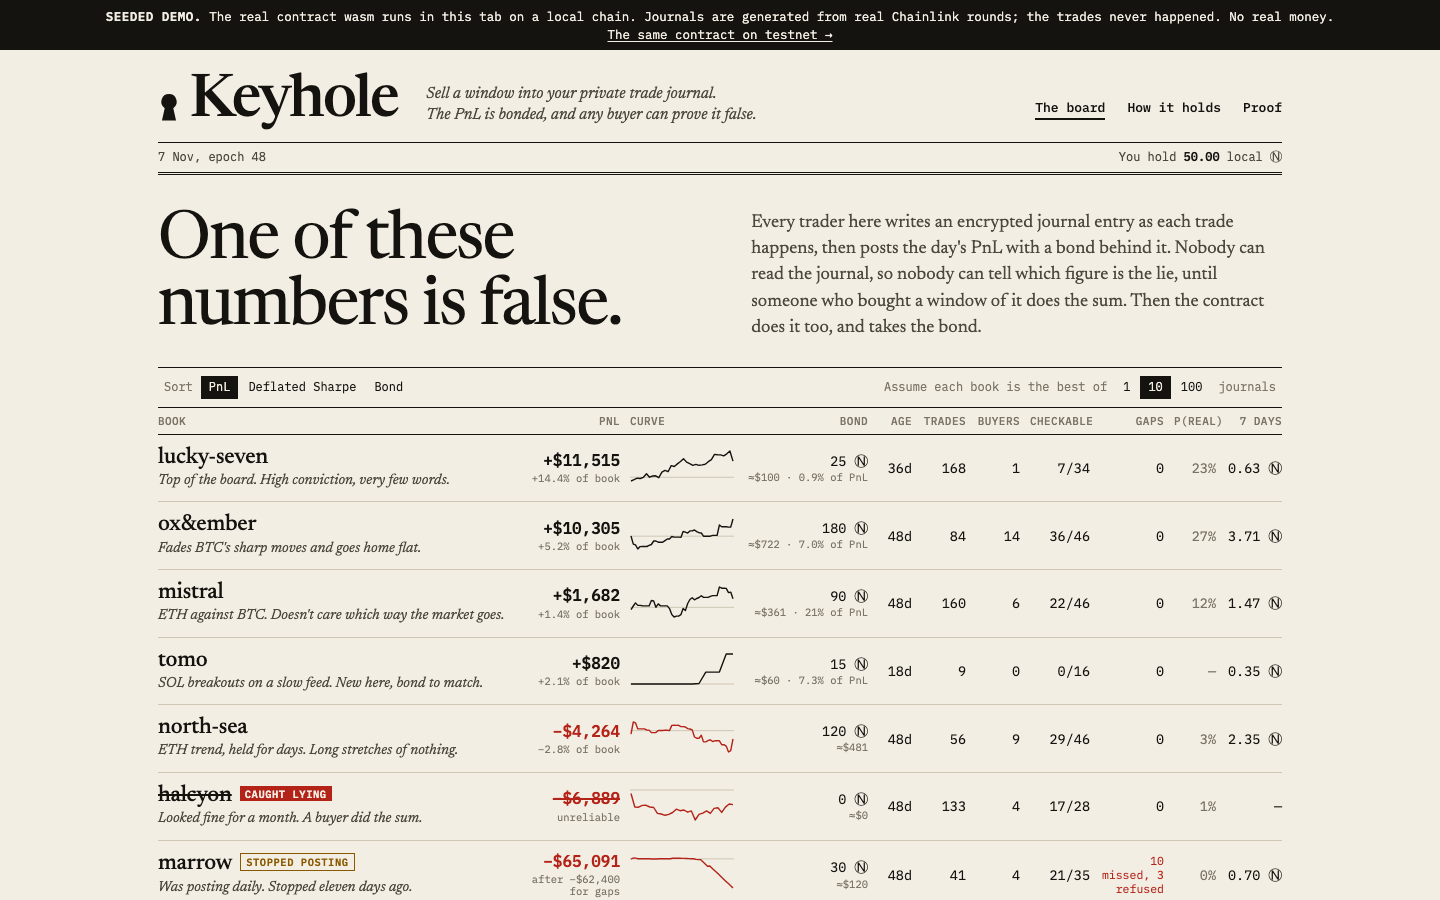 SEEDED DEMO. The real contract wasm runs in this tab on a local chain. Journals are generated from real Chainlink rounds; the trades never happened. No real money.
The same contract on testnet →
Keyhole
Sell a window into your private trade journal.
The PnL is bonded, and any buyer can prove it false.
The board How it holds Proof
7 Nov, epoch 48
You hold 50.00 local Ⓝ
One of these
numbers is false.
Every trader here writes an encrypted journal entry as each trade
happens, then posts the day's PnL with a bond behind it. Nobody can
read the journal, so nobody can tell which figure is the lie, until
someone who bought a window of it does the sum. Then the contract
does it too, and takes the bond.
Sort PnL Deflated Sharpe Bond
Assume each book is the best of 1 10 100 journals
BOOK PNL CURVE BOND AGE TRADES BUYERS CHECKABLE GAPS P(REAL) 7 DAYS
lucky-seven
Top of the board. High conviction, very few words.
+$11,515
+14.4% of book
25 Ⓝ
≈$100 · 0.9% of PnL
36d 168 1 7/34 0 23% 0.63 Ⓝ
ox&ember
Fades BTC's sharp moves and goes home flat.
+$10,305
+5.2% of book
180 Ⓝ
≈$722 · 7.0% of PnL
48d 84 14 36/46 0 27% 3.71 Ⓝ
mistral
ETH against BTC. Doesn't care which way the market goes.
+$1,682
+1.4% of book
90 Ⓝ
≈$361 · 21% of PnL
48d 160 6 22/46 0 12% 1.47 Ⓝ
tomo
SOL breakouts on a slow feed. New here, bond to match.
+$820
+2.1% of book
15 Ⓝ
≈$60 · 7.3% of PnL
18d 9 0 0/16 0 — 0.35 Ⓝ
north-sea
ETH trend, held for days. Long stretches of nothing.
−$4,264
−2.8% of book
120 Ⓝ
≈$481
48d 56 9 29/46 0 3% 2.35 Ⓝ
halcyon CAUGHT LYING
Looked fine for a month. A buyer did the sum.
−$6,889
unreliable
0 Ⓝ
≈$0
48d 133 4 17/28 0 1% —
marrow STOPPED POSTING
Was posting daily. Stopped eleven days ago.
−$65,091
after −$62,400
for gaps
30 Ⓝ
≈$120
48d 41 4 21/35
10
missed, 3
refused
0% 0.70 Ⓝ